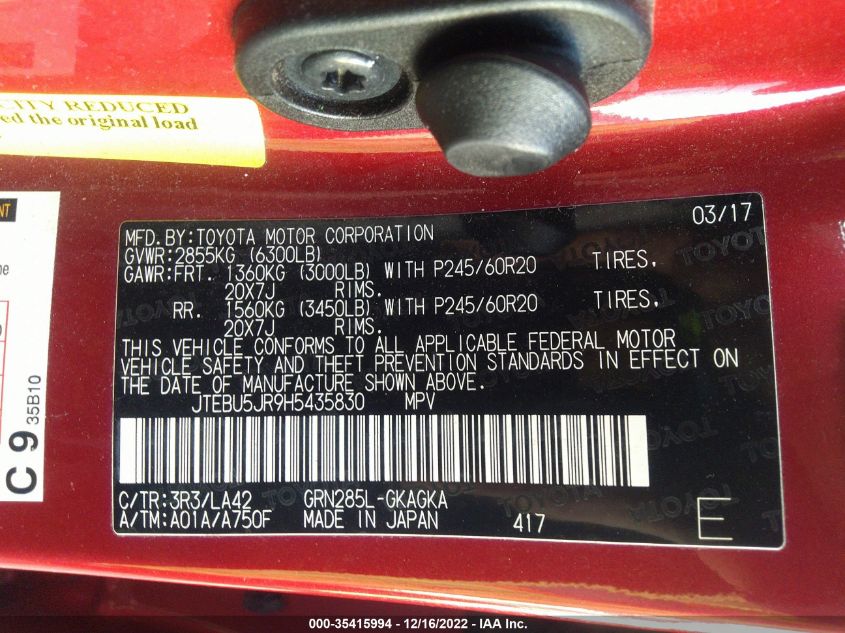 CITY REDUCED
ed the original load
NT
C 9
35B10
03/17
MFD.BY:TOYOTA MOTOR CORPORATION
GVWR:2855KG (6300LB)
GAWR:FRT. 1360KG (3000LB) WITH P245/60R20 TIRES,
20X7J RIMS.
RR. 1560KG (3450LB) WITH P245/60R20 TIRES,
20X7J RIMS.
THIS VEHICLE CONFORMS TO ALL APPLICABLE FEDERAL MOTOR
VEHICLE SAFETY AND THEFT PREVENTION STANDARDS IN EFFECT ON
THE DATE OF MANUFACTURE SHOWN ABOVE.
JTEBU5JR9H5435830 MPV
C/TR:3R3/LA42 GRN285L-GKAGKA
A/TM:A01A/A750F MADE IN JAPAN 417 E
TOYOTA
000-35415994 - 12/16/2022 - IAA Inc.